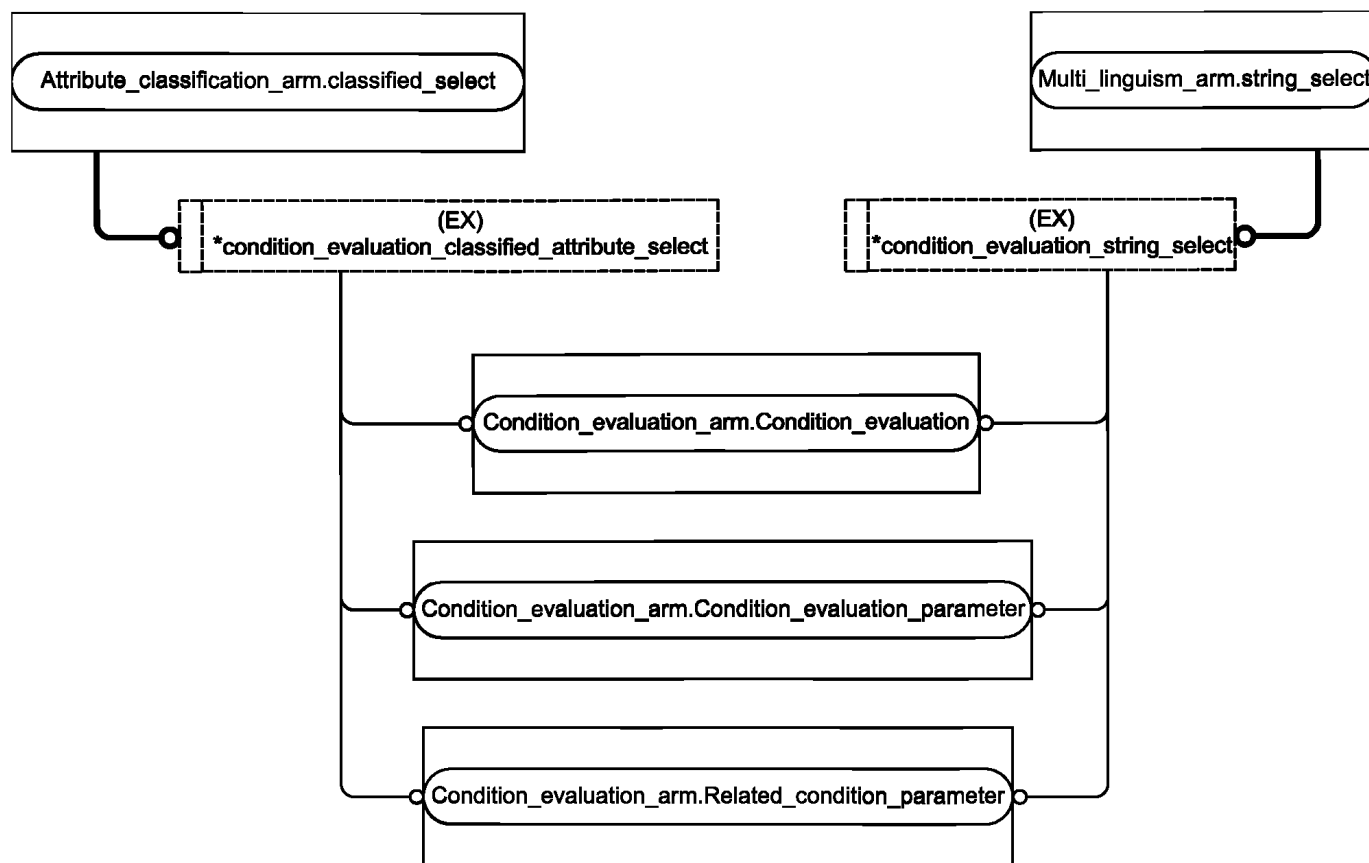 Attribute_classification_arm.classified_select
Multi_linguism_arm.string_select
(EX)
*condition_evaluation_classified_attribute_select
(EX)
*condition_evaluation_string_select
Condition_evaluation_arm.Condition_evaluation
Condition_evaluation_arm.Condition_evaluation_parameter
Condition_evaluation_arm.Related_condition_parameter